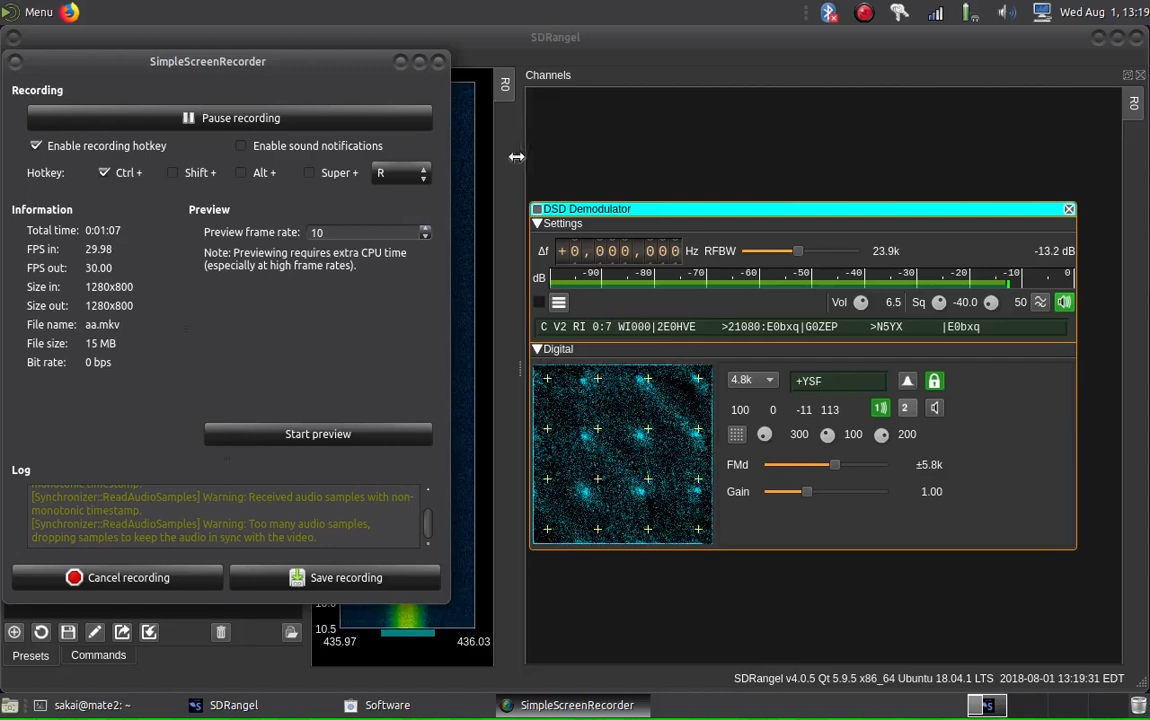 Menu
Wed Aug 1, 13:19
SDRangel
SimpleScreenRecorder
Recording
Pause recording
Enable recording hotkey
Enable sound notifications
Hotkey:
Ctrl +
Shift +
Alt +
Super +
R
Information
Total time: 0:01:07
FPS in: 29.98
FPS out: 30.00
Size in: 1280x800
Size out: 1280x800
File name: aa.mkv
File size: 15 MB
Bit rate: 0 bps
Preview
Preview frame rate: 10
Note: Previewing requires extra CPU time
(especially at high frame rates).
Start preview
Log
monotonic timestamp.
[Synchronizer::ReadAudioSamples] Warning: Received audio samples with non-
monotonic timestamp.
[Synchronizer::ReadAudioSamples] Warning: Too many audio samples,
dropping samples to keep the audio in sync with the video.
Cancel recording
Save recording
10.5
435.97
436.03
Presets
Commands
R0
Channels
R0
DSD Demodulator
Settings
Δf +0,000,000 Hz RFBW 23.9k -13.2 dB
dB -90 -80 -70 -60 -50 -40 -30 -20 -10 0
Vol 6.5 Sq -40.0 50
C V2 RI 0:7 WI000|2E0HVE >21080:E0bxq|G0ZEP >N5YX |E0bxq
Digital
4.8k +YSF
100 0 -11 113 1 2
300 100 200
FMd ±5.8k
Gain 1.00
SDRangel v4.0.5 Qt 5.9.5 x86_64 Ubuntu 18.04.1 LTS 2018-08-01 13:19:31 EDT
sakai@mate2: ~
SDRangel
Software
SimpleScreenRecorder